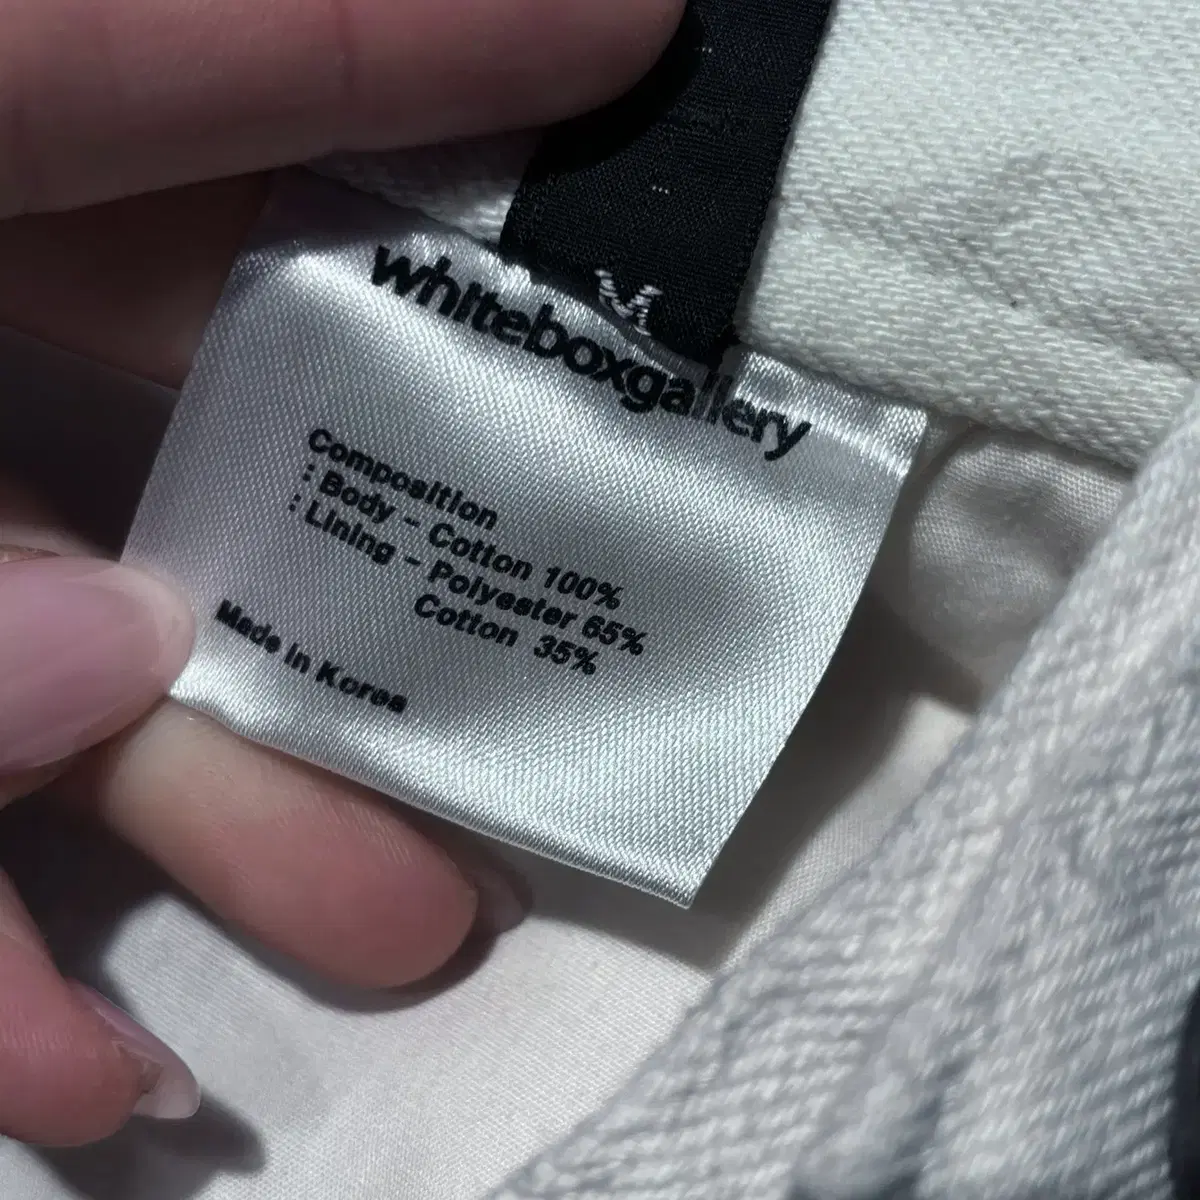 whiteboxgallery
M
Composition
: Body - Cotton 100%
: Lining - Polyester 65%
Cotton 35%
Made in Korea